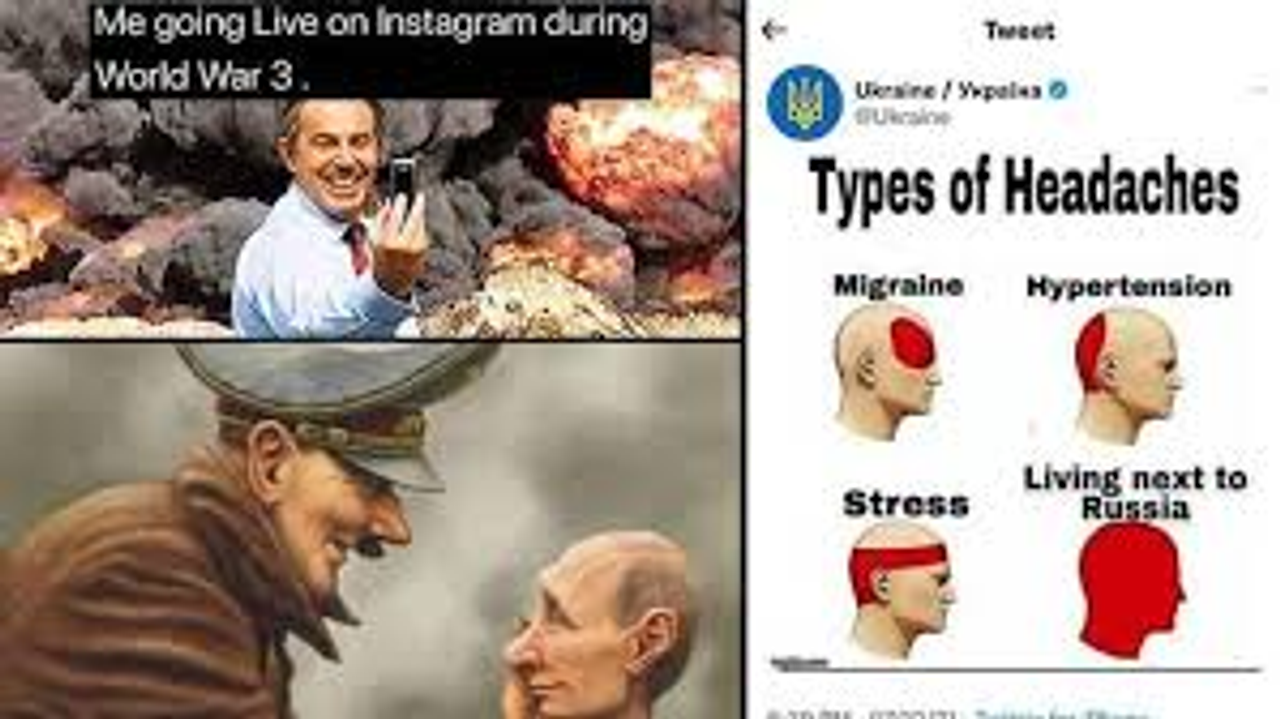 Me going Live on Instagram during
World War 3 .
Tweet
Ukraine / Україна
@Ukraine
Types of Headaches
Migraine
Hypertension
Stress
Living next to
Russia